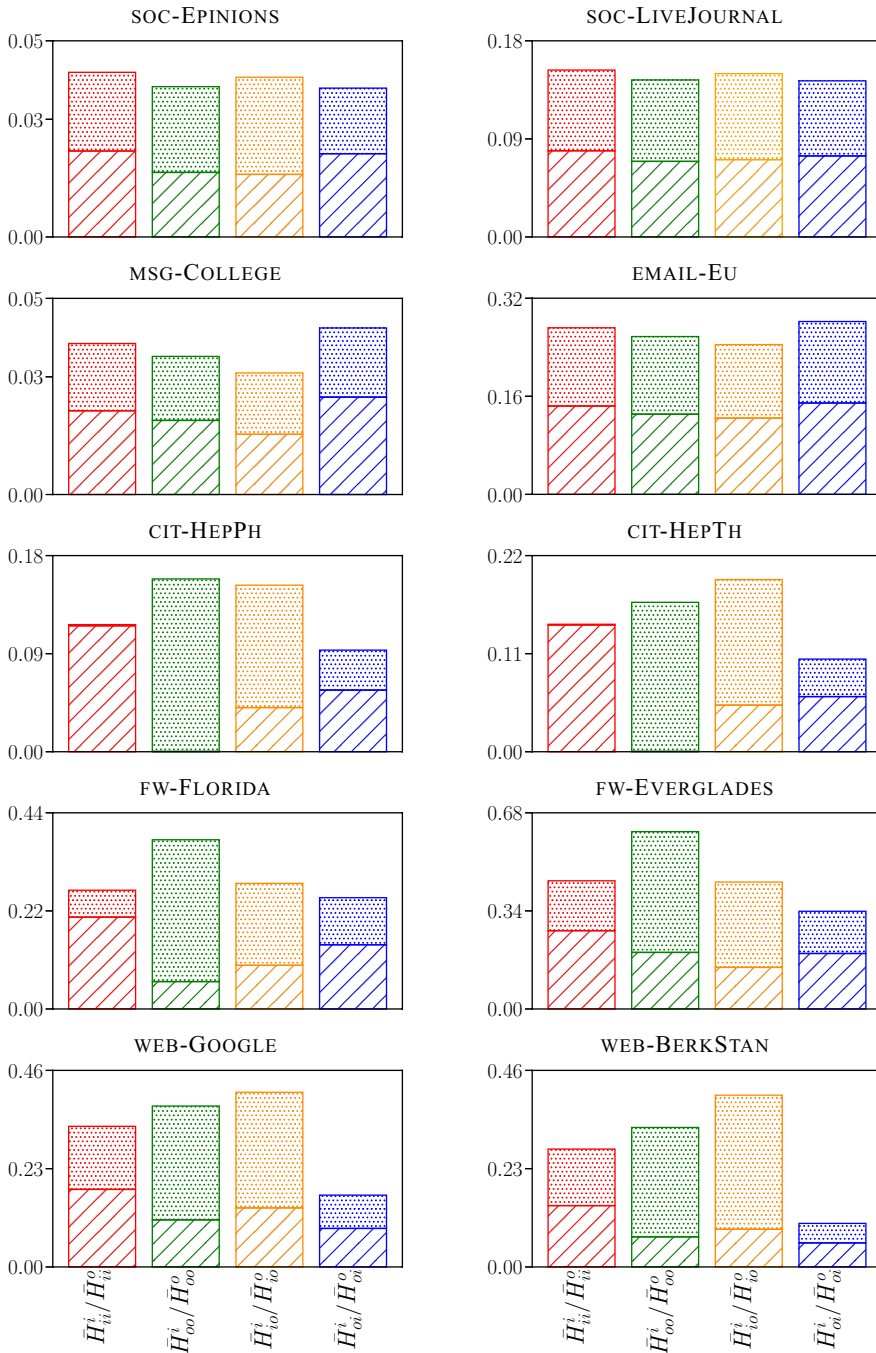 SOC-EPINIONS
0.05
0.03
0.00
SOC-LIVEJOURNAL
0.18
0.09
0.00
MSG-COLLEGE
0.05
0.03
0.00
EMAIL-EU
0.32
0.16
0.00
CIT-HEPPH
0.18
0.09
0.00
CIT-HEPTH
0.22
0.11
0.00
FW-FLORIDA
0.44
0.22
0.00
FW-EVERGLADES
0.68
0.34
0.00
WEB-GOOGLE
0.46
0.23
0.00
H̄ⁱᵢᵢ/H̄ᵒᵢᵢ
H̄ⁱₒₒ/H̄ᵒₒₒ
H̄ⁱᵢₒ/H̄ᵒᵢₒ
H̄ⁱₒᵢ/H̄ᵒₒᵢ
WEB-BERKSTAN
0.46
0.23
0.00
H̄ⁱᵢᵢ/H̄ᵒᵢᵢ
H̄ⁱₒₒ/H̄ᵒₒₒ
H̄ⁱᵢₒ/H̄ᵒᵢₒ
H̄ⁱₒᵢ/H̄ᵒₒᵢ